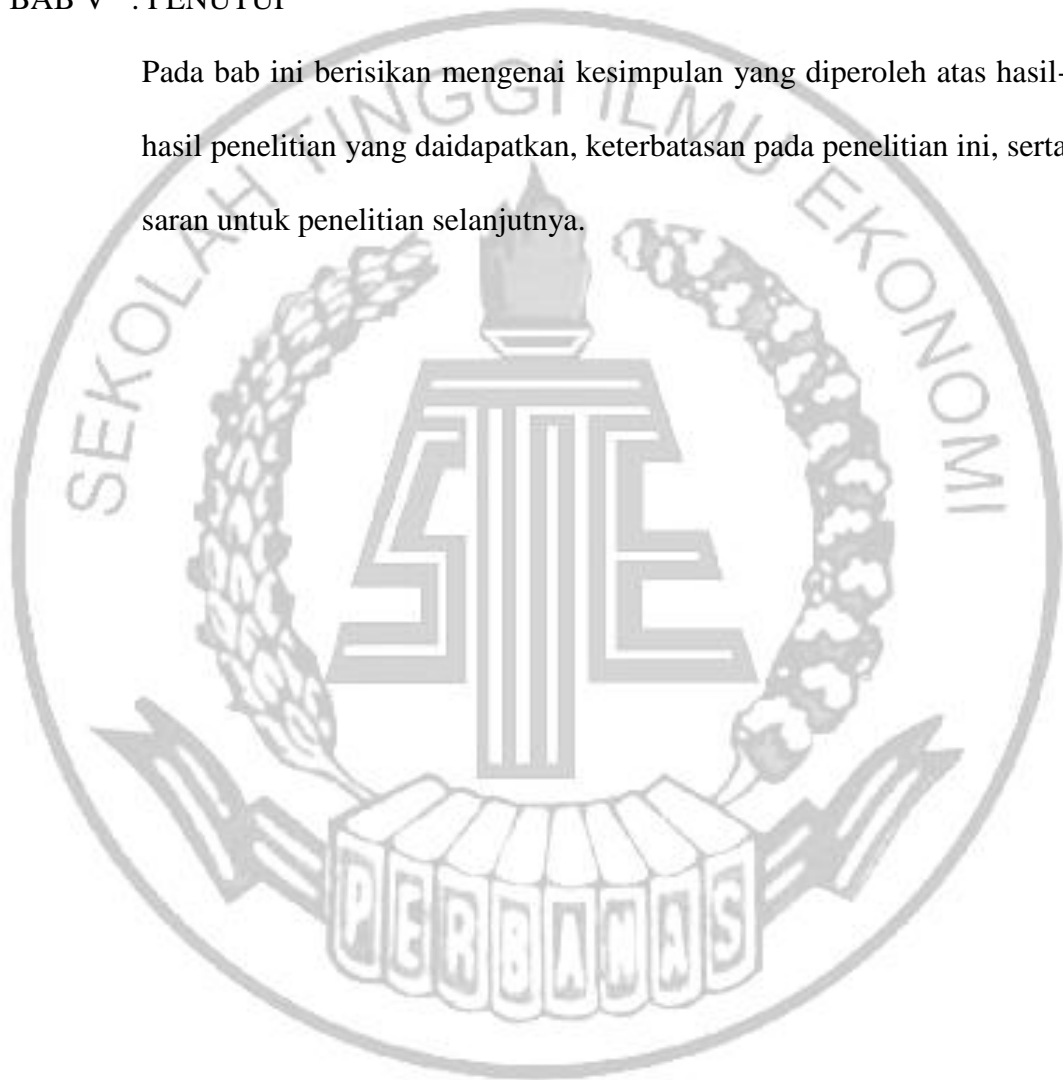 BAB V : PENUTUP
Pada bab ini berisikan mengenai kesimpulan yang diperoleh atas hasil-
hasil penelitian yang daidapatkan, keterbatasan pada penelitian ini, serta
saran untuk penelitian selanjutnya.
SEKOLAH TINGGI ILMU EKONOMI
STIE
PERBANAS